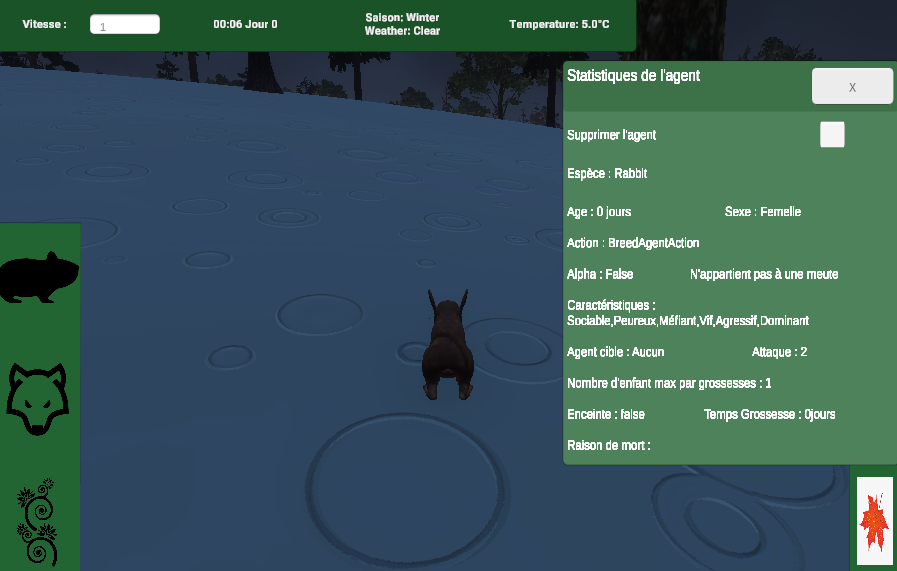 Vitesse :
1
00:06 Jour 0
Saison: Winter
Weather: Clear
Temperature: 5.0°C
Statistiques de l'agent
X
Supprimer l'agent
Espèce : Rabbit
Age : 0 jours
Sexe : Femelle
Action : BreedAgentAction
Alpha : False
N'appartient pas à une meute
Caractéristiques :
Sociable,Peureux,Méfiant,Vif,Agressif,Dominant
Agent cible : Aucun
Attaque : 2
Nombre d'enfant max par grossesses : 1
Enceinte : false
Temps Grossesse : 0jours
Raison de mort :